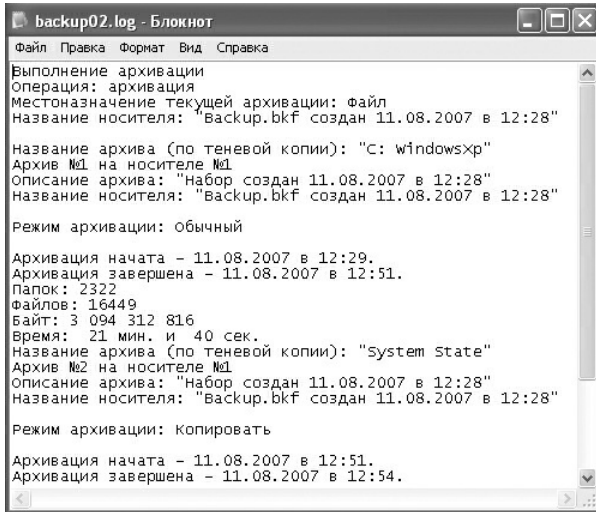 backup02.log - Блокнот
Файл Правка Формат Вид Справка
Выполнение архивации
Операция: архивация
Местоназначение текущей архивации: Файл
Название носителя: "Backup.bkf создан 11.08.2007 в 12:28"
Название архива (по теневой копии): "C: WindowsXp"
Архив №1 на носителе №1
Описание архива: "Набор создан 11.08.2007 в 12:28"
Название носителя: "Backup.bkf создан 11.08.2007 в 12:28"
Режим архивации: Обычный
Архивация начата - 11.08.2007 в 12:29.
Архивация завершена - 11.08.2007 в 12:51.
Папок: 2322
Файлов: 16449
Байт: 3 094 312 816
Время: 21 мин. и 40 сек.
Название архива (по теневой копии): "System State"
Архив №2 на носителе №1
Описание архива: "Набор создан 11.08.2007 в 12:28"
Название носителя: "Backup.bkf создан 11.08.2007 в 12:28"
Режим архивации: Копировать
Архивация начата - 11.08.2007 в 12:51.
Архивация завершена - 11.08.2007 в 12:54.